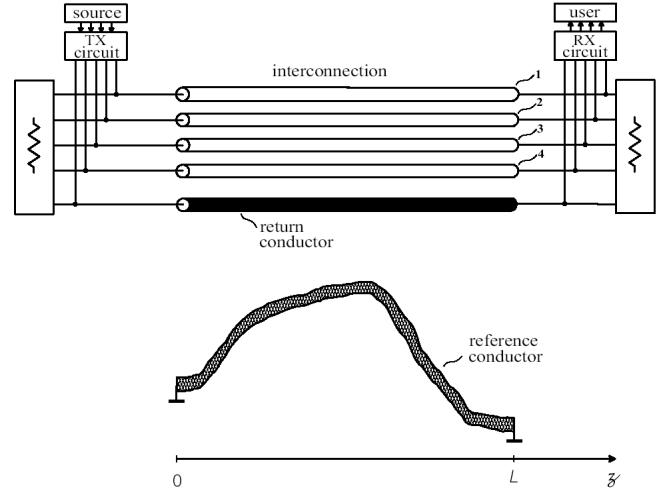 source
TX
circuit
user
RX
circuit
interconnection
1
2
3
4
return
conductor
reference
conductor
0
L
z